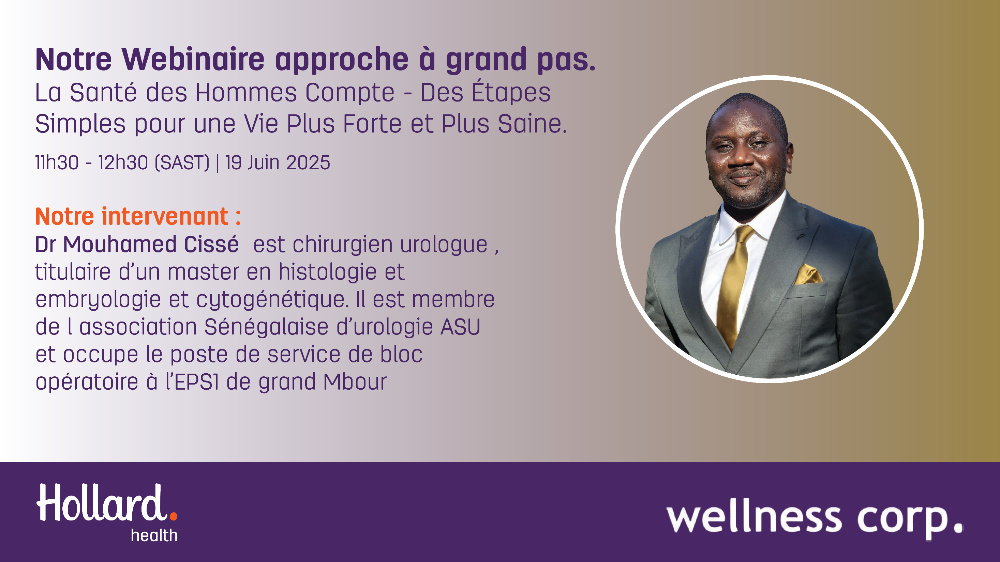 Notre Webinaire approche à grand pas.
La Santé des Hommes Compte - Des Étapes
Simples pour une Vie Plus Forte et Plus Saine.
11h30 - 12h30 (SAST) | 19 Juin 2025
Notre intervenant :
Dr Mouhamed Cissé est chirurgien urologue ,
titulaire d’un master en histologie et
embryologie et cytogénétique. Il est membre
de l association Sénégalaise d’urologie ASU
et occupe le poste de service de bloc
opératoire à l’EPS1 de grand Mbour
Hollard.
health
wellness corp.